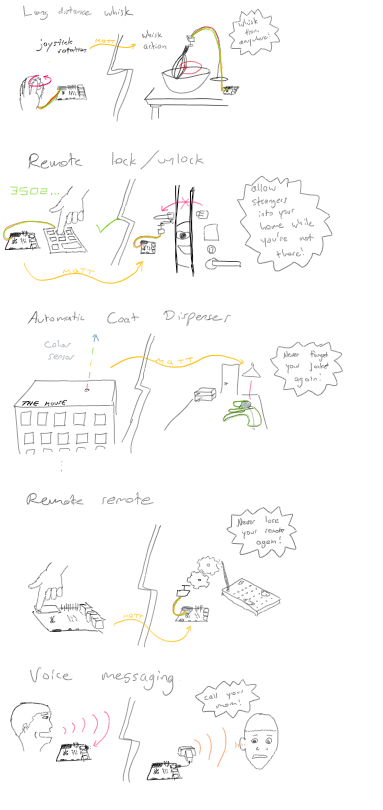 Long distance whisk
joystick
rotation
MQTT
Whisk
action
Whisk
from
anywhere!
Remote lock/unlock
3502...
MQTT
allow
strangers
into your
home while
you're not
there!
Automatic Coat Dispenser
Color
sensor
MQTT
THE HOUSE
Never forget
your jacket
again!
Remote remote
MQTT
Never lose
your remote
again!
Voice messaging
call your
mom!